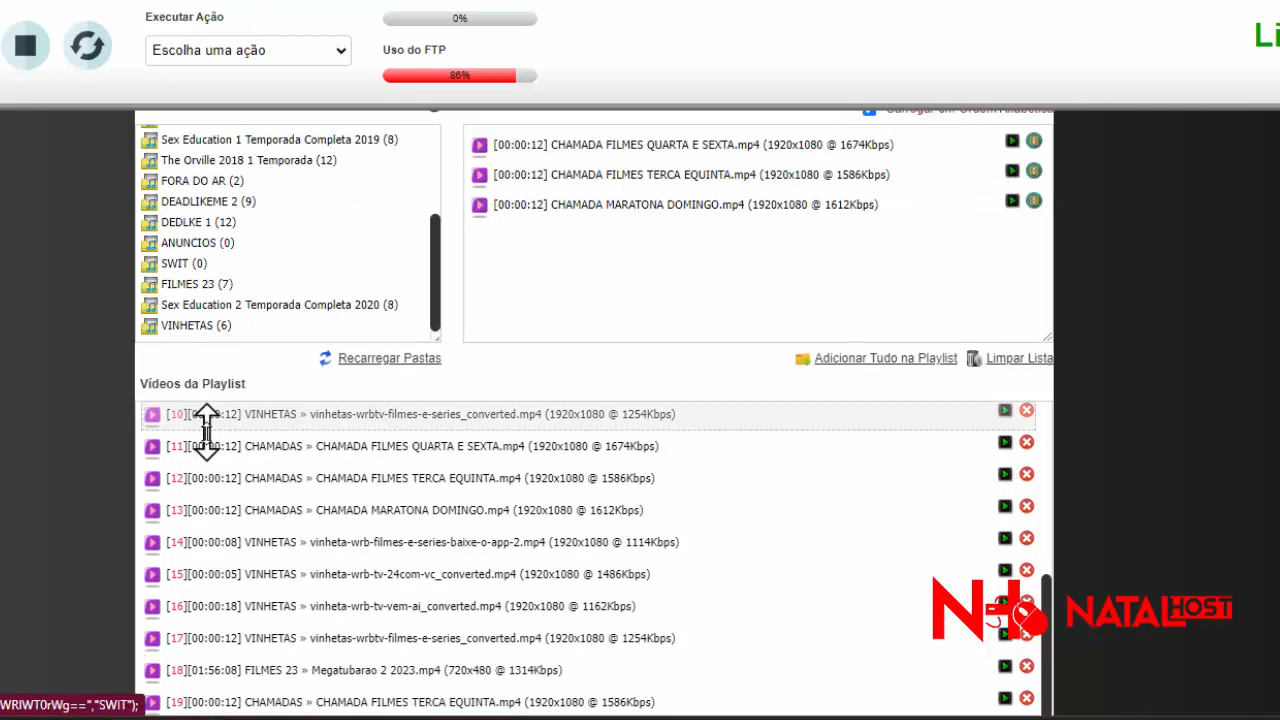 Executar Ação
0%
Escolha uma ação
Uso do FTP
86%
Sex Education 1 Temporada Completa 2019 (8)
The Orville 2018 1 Temporada (12)
FORA DO AR (2)
DEADLIKEME 2 (9)
DEDLKE 1 (12)
ANUNCIOS (0)
SWIT (0)
FILMES 23 (7)
Sex Education 2 Temporada Completa 2020 (8)
VINHETAS (6)
[00:00:12] CHAMADA FILMES QUARTA E SEXTA.mp4 (1920x1080 @ 1674Kbps)
[00:00:12] CHAMADA FILMES TERCA EQUINTA.mp4 (1920x1080 @ 1586Kbps)
[00:00:12] CHAMADA MARATONA DOMINGO.mp4 (1920x1080 @ 1612Kbps)
Recarregar Pastas
Adicionar Tudo na Playlist
Limpar Lista
Vídeos da Playlist
[10] VINHETAS » vinhetas-wrbtv-filmes-e-series_converted.mp4 (1920x1080 @ 1254Kbps)
[11][00:00:12] CHAMADAS » CHAMADA FILMES QUARTA E SEXTA.mp4 (1920x1080 @ 1674Kbps)
[12][00:00:12] CHAMADAS » CHAMADA FILMES TERCA EQUINTA.mp4 (1920x1080 @ 1586Kbps)
[13][00:00:12] CHAMADAS » CHAMADA MARATONA DOMINGO.mp4 (1920x1080 @ 1612Kbps)
[14][00:00:08] VINHETAS » vinheta-wrb-filmes-e-series-baixe-o-app-2.mp4 (1920x1080 @ 1114Kbps)
[15][00:00:05] VINHETAS » vinheta-wrb-tv-24com-vc_converted.mp4 (1920x1080 @ 1486Kbps)
[16][00:00:18] VINHETAS » vinheta-wrb-tv-vem-ai_converted.mp4 (1920x1080 @ 1162Kbps)
[17][00:00:12] VINHETAS » vinhetas-wrbtv-filmes-e-series_converted.mp4 (1920x1080 @ 1254Kbps)
[18][01:56:08] FILMES 23 » Megatubarao 2 2023.mp4 (720x480 @ 1314Kbps)
[19][00:00:12] CHAMADAS » CHAMADA FILMES TERCA EQUINTA.mp4 (1920x1080 @ 1586Kbps)
NATALHOST
WRlWT0rWg==","SWIT");